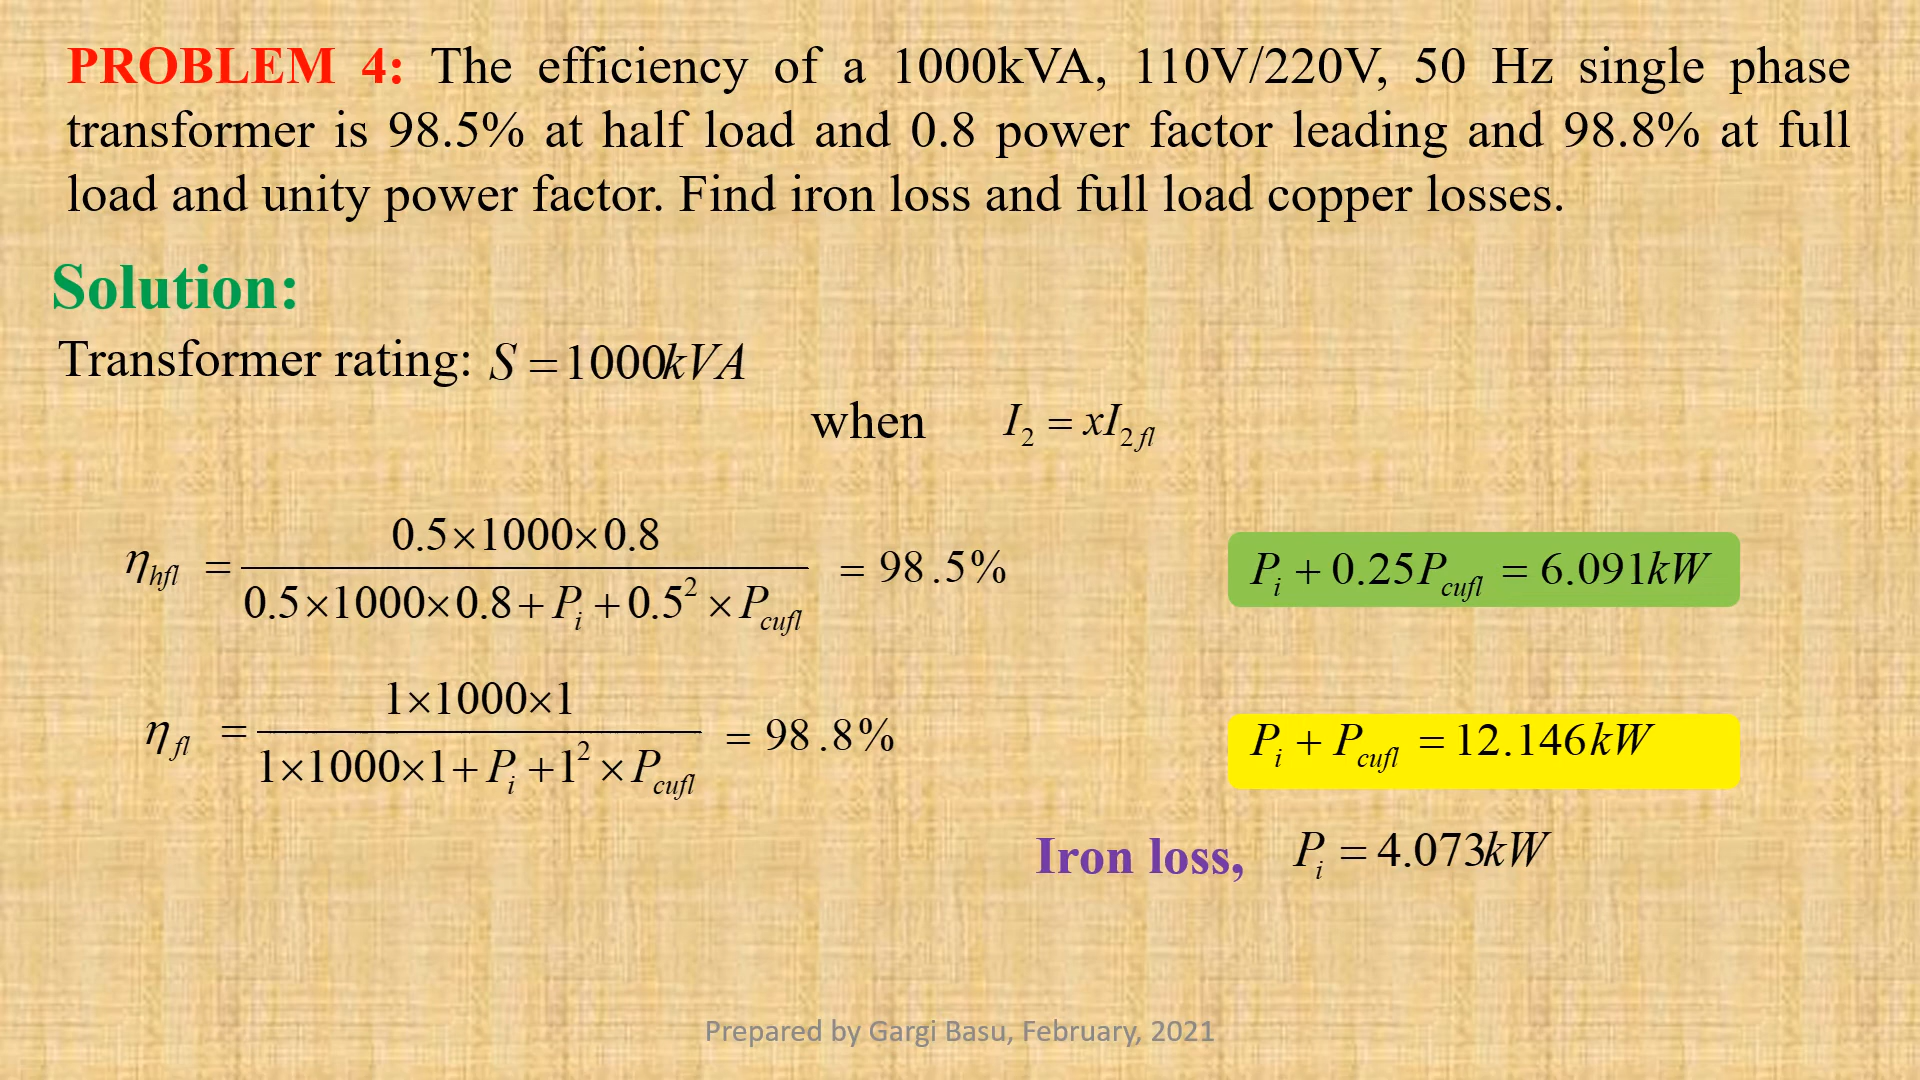 PROBLEM 4: The efficiency of a 1000kVA, 110V/220V, 50 Hz single phase
transformer is 98.5% at half load and 0.8 power factor leading and 98.8% at full
load and unity power factor. Find iron loss and full load copper losses.
Solution:
Transformer rating: S = 1000kVA
when I₂ = xI₂fl
ηhfl = (0.5×1000×0.8) / (0.5×1000×0.8 + Pi + 0.5² × Pcufl) = 98.5%
Pi + 0.25Pcufl = 6.091kW
ηfl = (1×1000×1) / (1×1000×1 + Pi + 1² × Pcufl) = 98.8%
Pi + Pcufl = 12.146kW
Iron loss, Pi = 4.073kW
Prepared by Gargi Basu, February, 2021